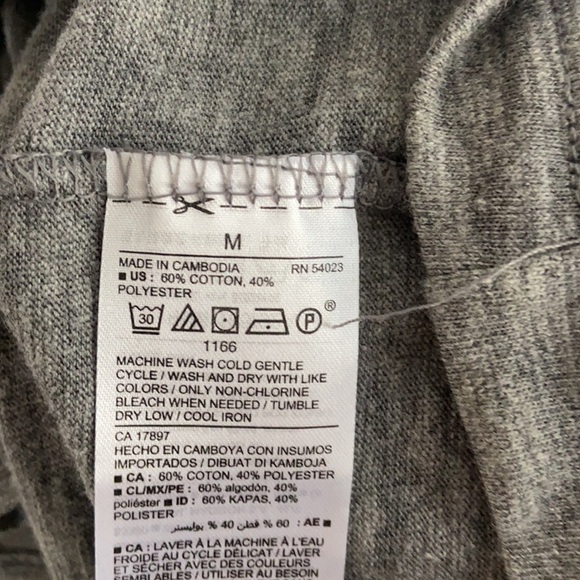 M
MADE IN CAMBODIA RN 54023
■ US : 60% COTTON, 40%
POLYESTER
30 P ®
1166
MACHINE WASH COLD GENTLE
CYCLE / WASH AND DRY WITH LIKE
COLORS / ONLY NON-CHLORINE
BLEACH WHEN NEEDED / TUMBLE
DRY LOW / COOL IRON
CA 17897
HECHO EN CAMBOYA CON INSUMOS
IMPORTADOS / DIBUAT DI KAMBOJA
■ CA : 60% COTON, 40% POLYESTER
■ CL/MX/PE : 60% algodón, 40%
poliéster ■ ID : 60% KAPAS, 40%
POLISTER
■ AE : 60 % قطن 40 % بوليستر
■ CA : LAVER À LA MACHINE À L'EAU
FROIDE AU CYCLE DÉLICAT / LAVER
ET SÉCHER AVEC DES COULEURS
SEMBLABLES / UTILISER AU BESOIN